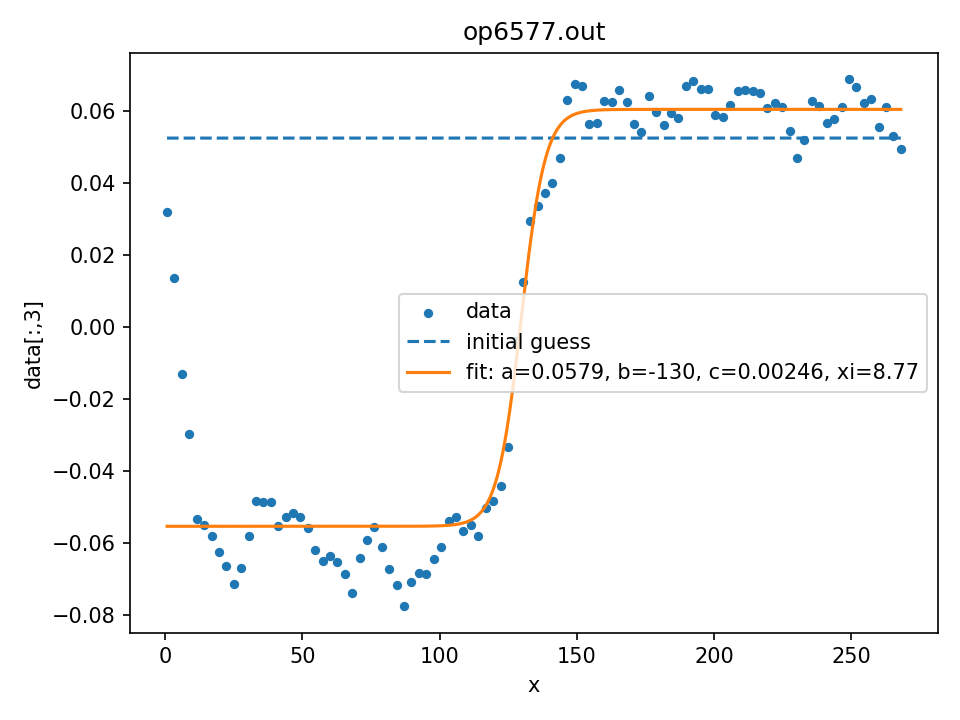 op6577.out
0.06
0.04
0.02
0.00
−0.02
−0.04
−0.06
−0.08
data[:,3]
data
initial guess
fit: a=0.0579, b=-130, c=0.00246, xi=8.77
0 50 100 150 200 250
x